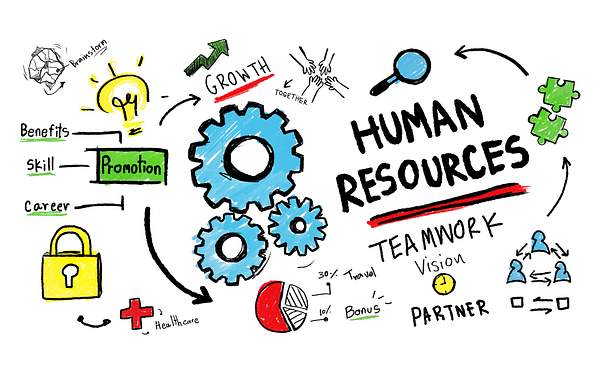 Brainstorm
GROWTH
TOGETHER
HUMAN
RESOURCES
Benefits
Skill
Promotion
Career
TEAMWORK
Vision
PARTNER
30% Travel
10% Bonus
Healthcare